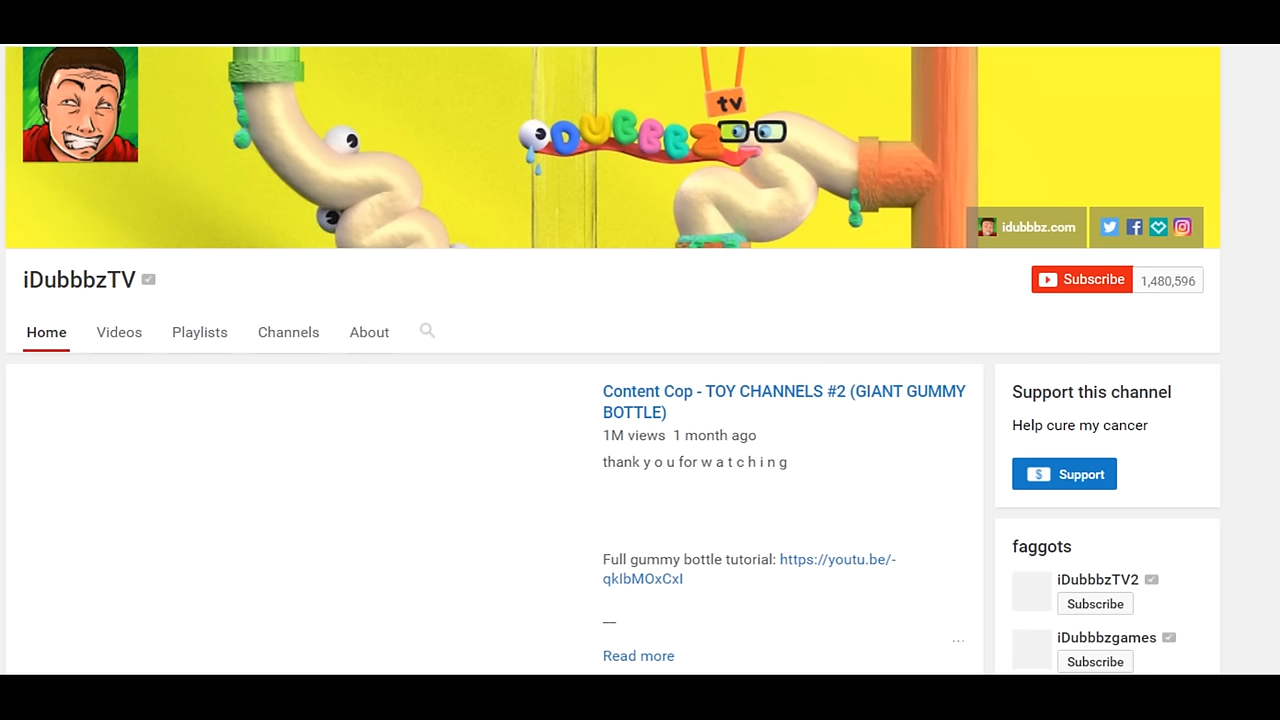 tv
DUBBBZ
idubbbz.com
iDubbbzTV
Subscribe 1,480,596
Home Videos Playlists Channels About
Content Cop - TOY CHANNELS #2 (GIANT GUMMY
BOTTLE)
1M views 1 month ago
thank y o u for w a t c h i n g
Full gummy bottle tutorial: https://youtu.be/-
qkIbMOxCxI
—
...
Read more
Support this channel
Help cure my cancer
$ Support
faggots
iDubbbzTV2
Subscribe
iDubbbzgames
Subscribe